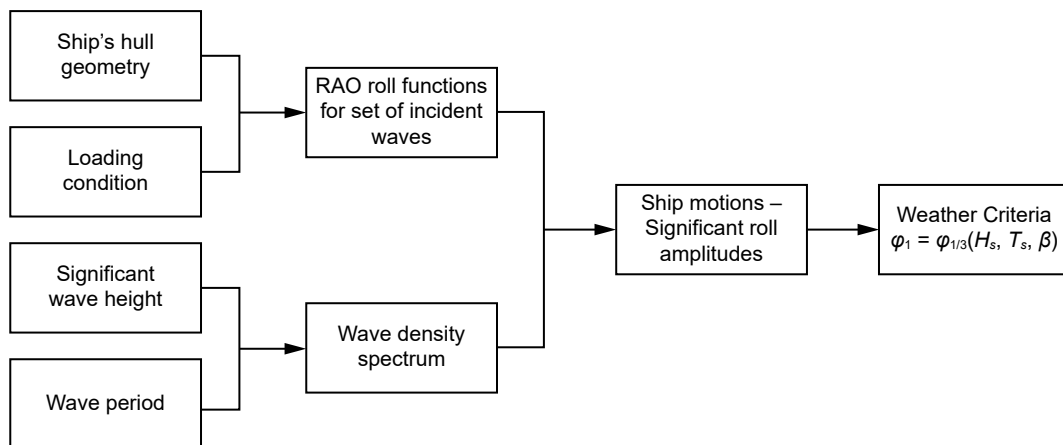 Ship's hull
geometry
Loading
condition
Significant
wave height
Wave period
RAO roll functions
for set of incident
waves
Wave density
spectrum
Ship motions –
Significant roll
amplitudes
Weather Criteria
φ₁ = φ₁/₃(Hₛ, Tₛ, β)